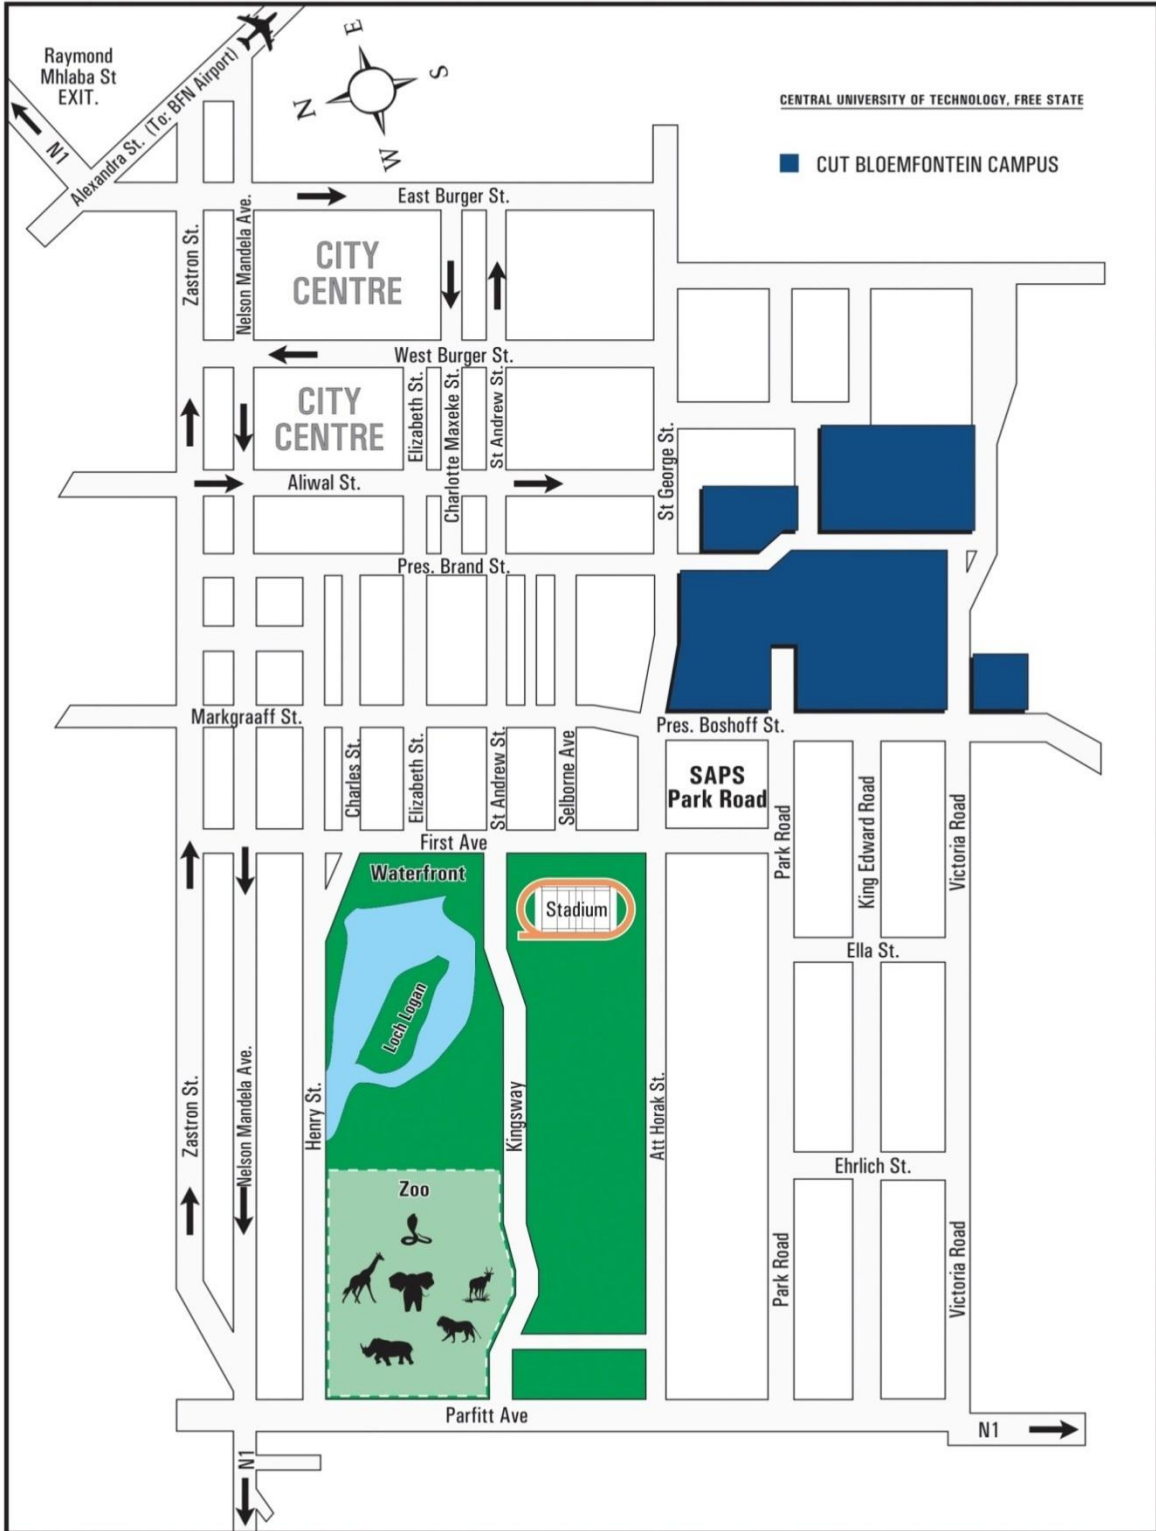 Raymond
Mhlaba St
EXIT.
N1
Alexandra St. (To: BFN Airport)
E
S
N
W
CENTRAL UNIVERSITY OF TECHNOLOGY, FREE STATE
CUT BLOEMFONTEIN CAMPUS
East Burger St.
Zastron St.
Nelson Mandela Ave.
CITY
CENTRE
West Burger St.
CITY
CENTRE
Elizabeth St.
Charlotte Maxeke St.
St Andrew St.
St George St.
Aliwal St.
Pres. Brand St.
Markgraaff St.
Pres. Boshoff St.
Charles St.
Elizabeth St.
St Andrew St.
Selborne Ave
SAPS
Park Road
Park Road
King Edward Road
Victoria Road
First Ave
Waterfront
Stadium
Ella St.
Loch Logan
Zastron St.
Nelson Mandela Ave.
Henry St.
Kingsway
Att Horak St.
Ehrlich St.
Zoo
Park Road
Victoria Road
Parfitt Ave
N1
N1